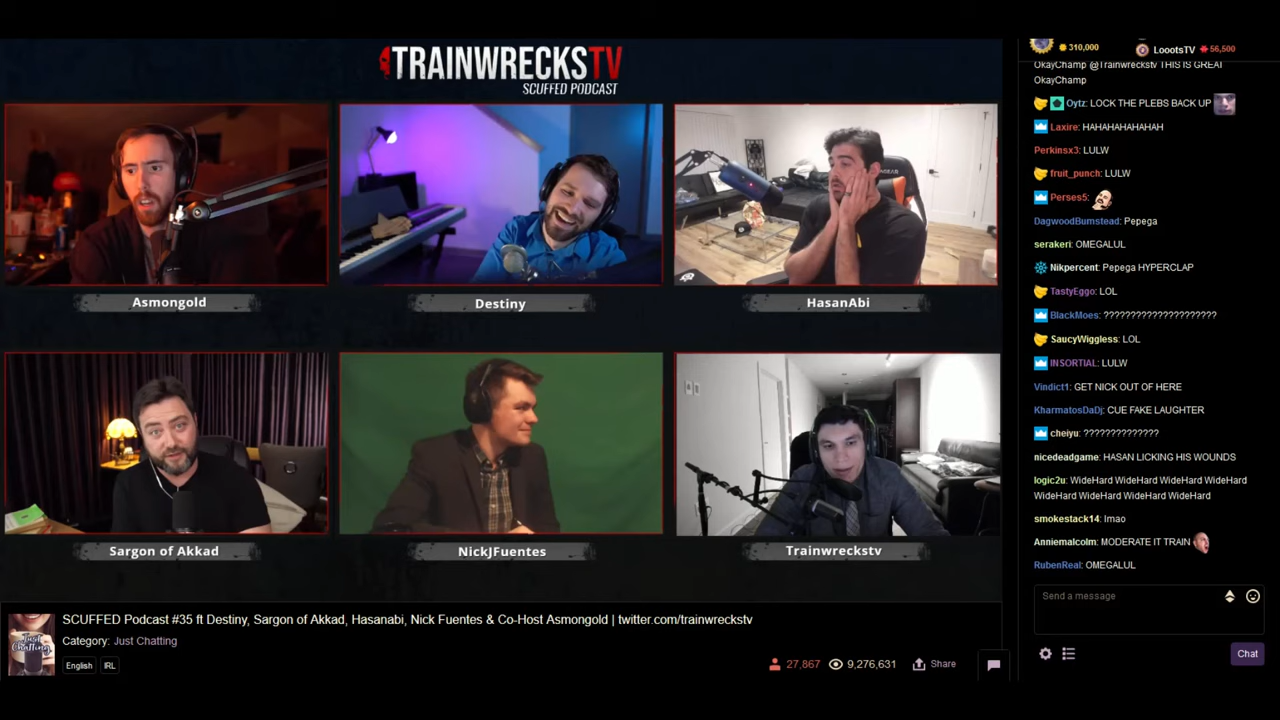 TRAINWRECKSTV
SCUFFED PODCAST
Asmongold
Destiny
HasanAbi
Sargon of Akkad
NickJFuentes
Trainwreckstv
SCUFFED Podcast #35 ft Destiny, Sargon of Akkad, Hasanabi, Nick Fuentes & Co-Host Asmongold | twitter.com/trainwreckstv
Category: Just Chatting
Just Chatting
English
IRL
27,867
9,276,631
Share
310,000
LoootsTV
56,500
OkayChamp @Trainwreckstv THIS IS GREAT
OkayChamp
Oytz: LOCK THE PLEBS BACK UP
Laxire: HAHAHAHAHAHAH
Perkinsx3: LULW
fruit_punch: LULW
Perses5:
DagwoodBumstead: Pepega
serakeri: OMEGALUL
Nikpercent: Pepega HYPERCLAP
TastyEggo: LOL
BlackMoes: ?????????????????????
SaucyWiggless: LOL
INSORTIAL: LULW
Vindict1: GET NICK OUT OF HERE
KharmatosDaDj: CUE FAKE LAUGHTER
cheiyu: ??????????????
nicedeadgame: HASAN LICKING HIS WOUNDS
logic2u: WideHard WideHard WideHard WideHard
WideHard WideHard WideHard WideHard
smokestack14: lmao
Anniemalcolm: MODERATE IT TRAIN
RubenReal: OMEGALUL
Send a message
Chat